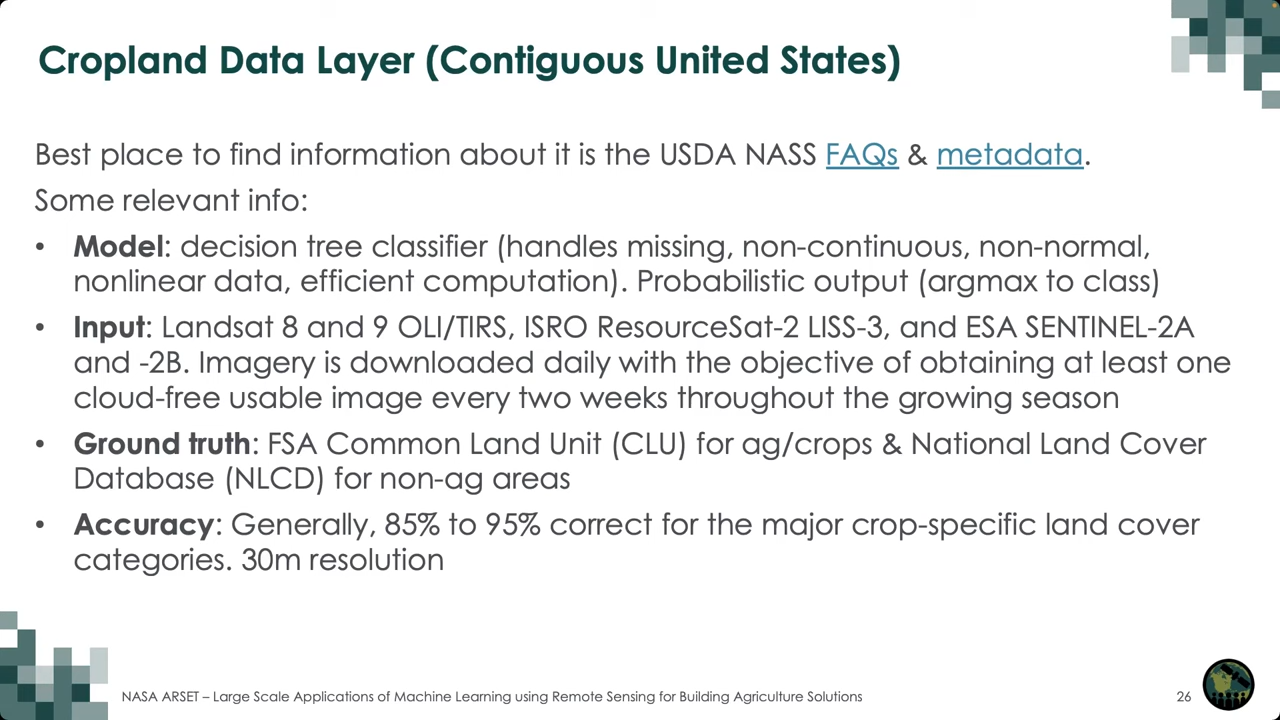 Cropland Data Layer (Contiguous United States)
Best place to find information about it is the USDA NASS FAQs & metadata.
Some relevant info:
• Model: decision tree classifier (handles missing, non-continuous, non-normal,
nonlinear data, efficient computation). Probabilistic output (argmax to class)
• Input: Landsat 8 and 9 OLI/TIRS, ISRO ResourceSat-2 LISS-3, and ESA SENTINEL-2A
and -2B. Imagery is downloaded daily with the objective of obtaining at least one
cloud-free usable image every two weeks throughout the growing season
• Ground truth: FSA Common Land Unit (CLU) for ag/crops & National Land Cover
Database (NLCD) for non-ag areas
• Accuracy: Generally, 85% to 95% correct for the major crop-specific land cover
categories. 30m resolution
NASA ARSET – Large Scale Applications of Machine Learning using Remote Sensing for Building Agriculture Solutions
26